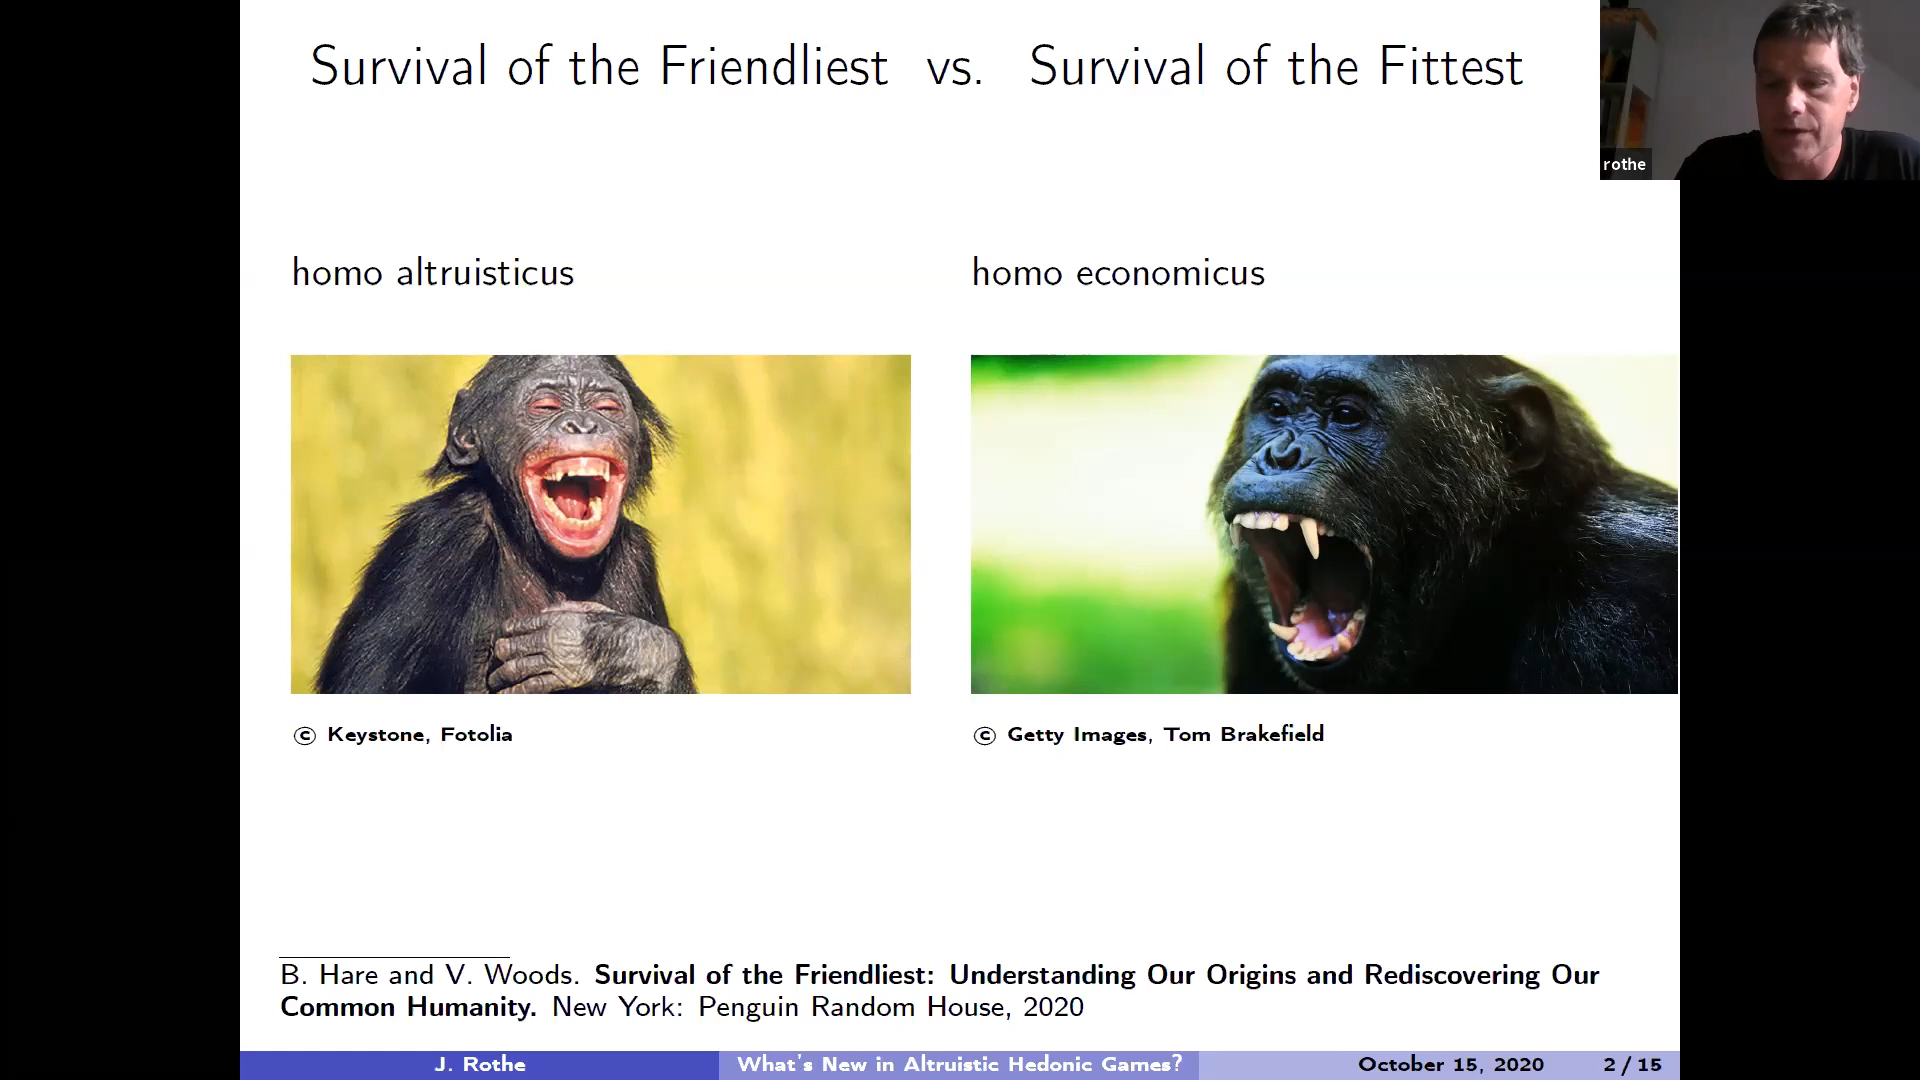 Survival of the Friendliest vs. Survival of the Fittest
rothe
homo altruisticus
homo economicus
© Keystone, Fotolia
© Getty Images, Tom Brakefield
B. Hare and V. Woods. Survival of the Friendliest: Understanding Our Origins and Rediscovering Our
Common Humanity. New York: Penguin Random House, 2020
J. Rothe
What's New in Altruistic Hedonic Games?
October 15, 2020
2 / 15